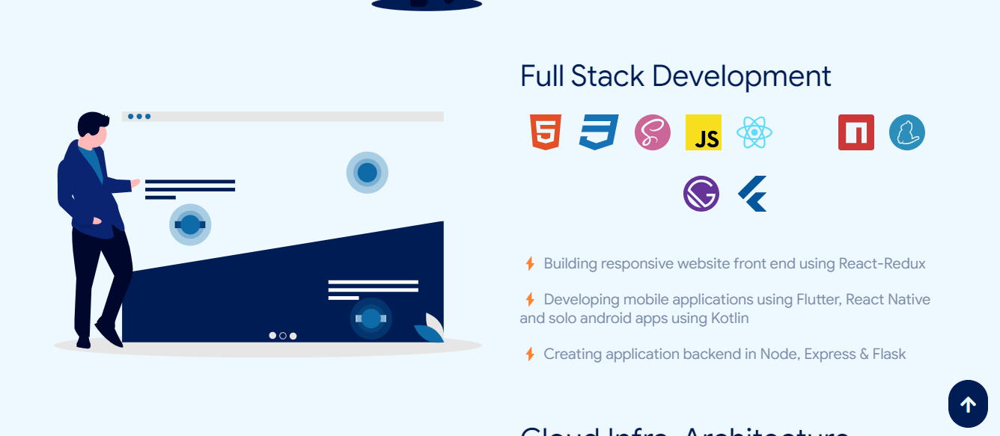 Full Stack Development
JS
Building responsive website front end using React-Redux
Developing mobile applications using Flutter, React Native
and solo android apps using Kotlin
Creating application backend in Node, Express & Flask
Cloud Infra-Architecture